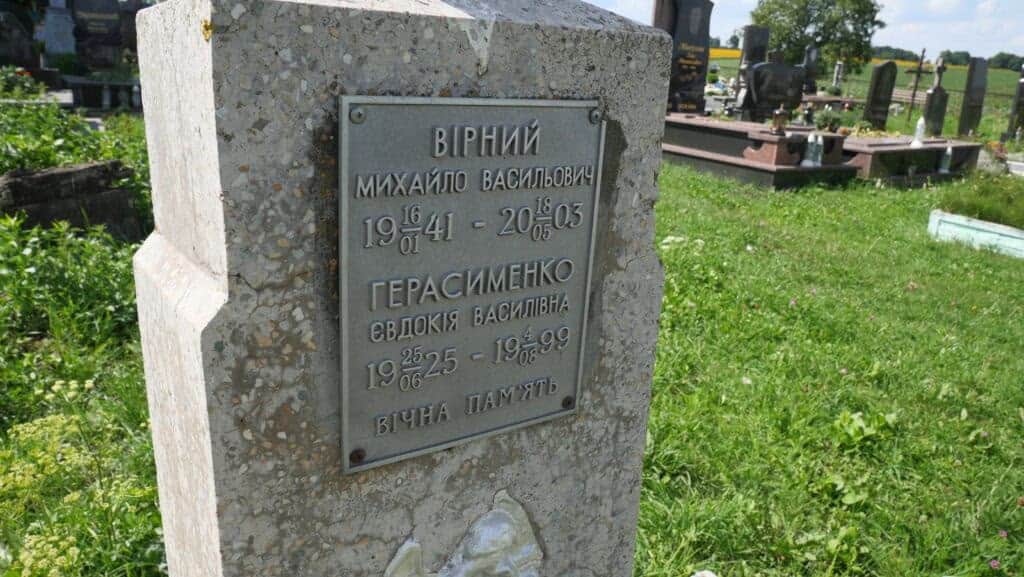 ВІРНИЙ
МИХАЙЛО ВАСИЛЬОВИЧ
19 16/01 41 - 20 18/05 03
ГЕРАСИМЕНКО
ЄВДОКІЯ ВАСИЛІВНА
19 25/06 25 - 19 4/08 99
ВІЧНА ПАМ'ЯТЬ